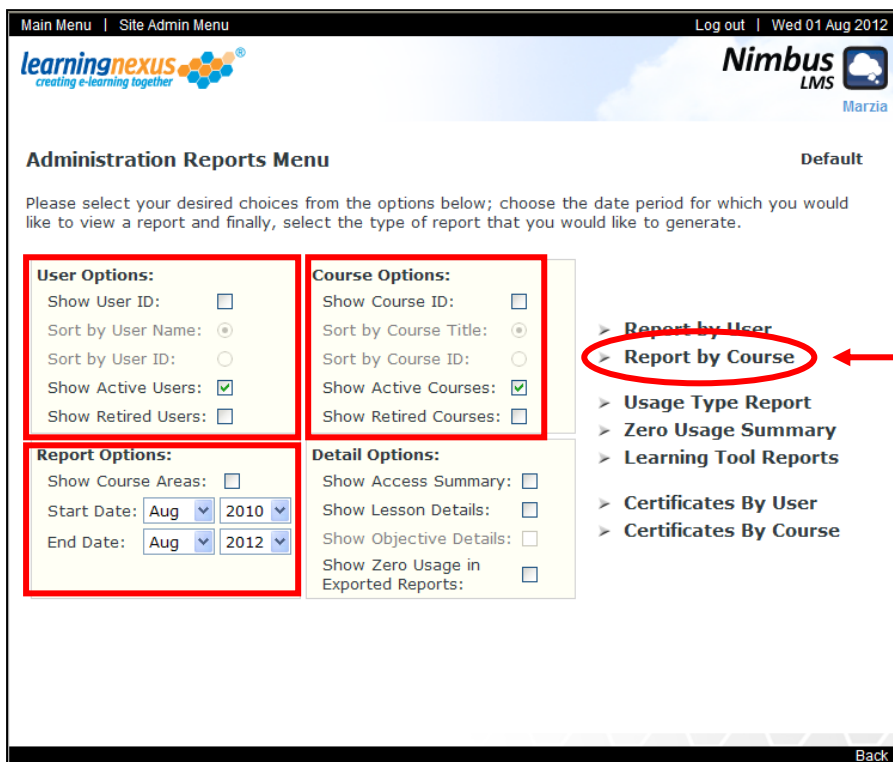 Main Menu | Site Admin Menu
Log out | Wed 01 Aug 2012
learningnexus®
creating e-learning together
Nimbus
LMS
Marzia
Administration Reports Menu
Default
Please select your desired choices from the options below; choose the date period for which you would
like to view a report and finally, select the type of report that you would like to generate.
User Options:
Show User ID:
Sort by User Name:
Sort by User ID:
Show Active Users:
Show Retired Users:
Course Options:
Show Course ID:
Sort by Course Title:
Sort by Course ID:
Show Active Courses:
Show Retired Courses:
Report Options:
Show Course Areas:
Start Date: Aug 2010
End Date: Aug 2012
Detail Options:
Show Access Summary:
Show Lesson Details:
Show Objective Details:
Show Zero Usage in
Exported Reports:
Report by User
Report by Course
Usage Type Report
Zero Usage Summary
Learning Tool Reports
Certificates By User
Certificates By Course
Back